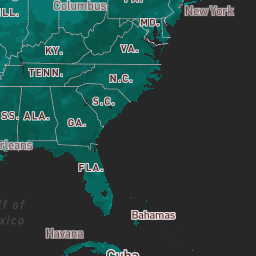 ILL.
Columbus
PA.
New York
MD.
KY.
VA.
TENN.
N.C.
S.C.
SS.
ALA.
GA.
rleans
FLA.
lf of
xico
Bahamas
Havana
Cuba